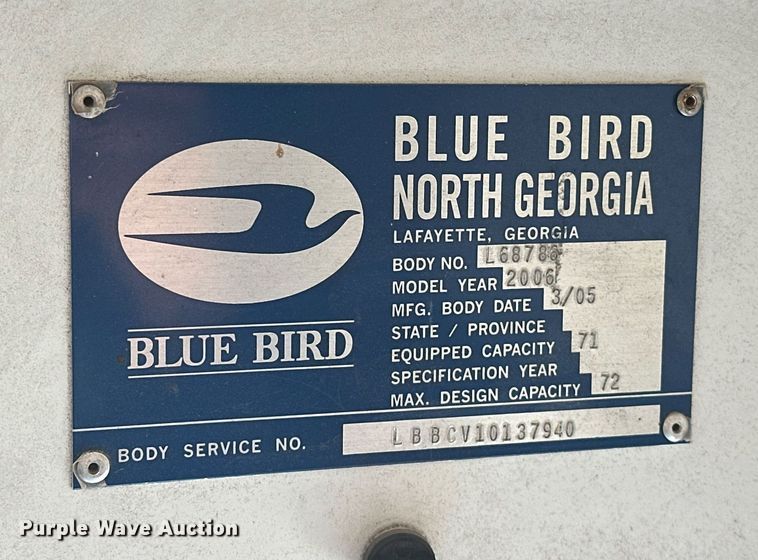 BLUE BIRD
BLUE BIRD
NORTH GEORGIA
LAFAYETTE, GEORGIA
BODY NO. L68786
MODEL YEAR 2006
MFG. BODY DATE 3/05
STATE / PROVINCE
EQUIPPED CAPACITY 71
SPECIFICATION YEAR
MAX. DESIGN CAPACITY 72
BODY SERVICE NO. LBBCV10137940
Purple Wave Auction